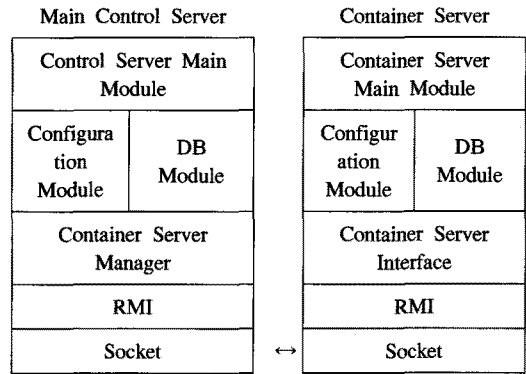 Main Control Server
Control Server Main
Module
Configura
tion
Module
DB
Module
Container Server
Manager
RMI
Socket
↔
Container Server
Container Server
Main Module
Configur
ation
Module
DB
Module
Container Server
Interface
RMI
Socket